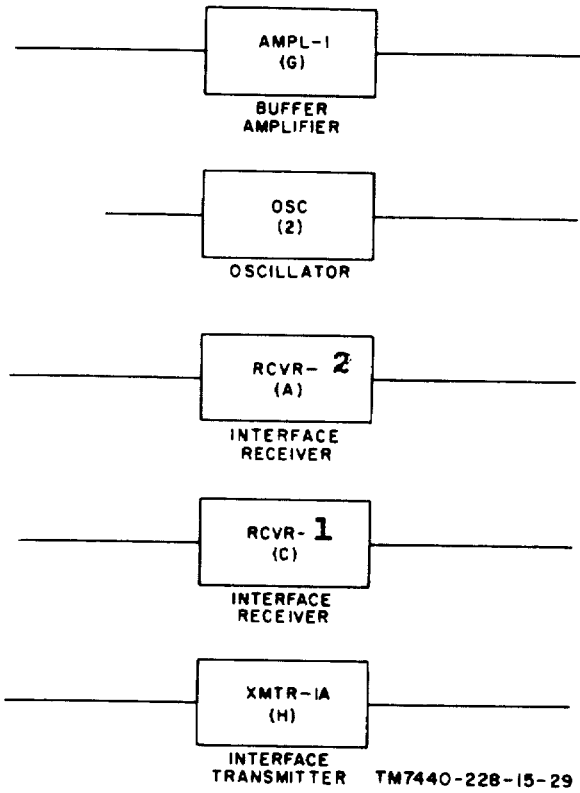 AMPL-1
(G)
BUFFER
AMPLIFIER
OSC
(2)
OSCILLATOR
RCVR- 2
(A)
INTERFACE
RECEIVER
RCVR- 1
(C)
INTERFACE
RECEIVER
XMTR-1A
(H)
INTERFACE
TRANSMITTER TM7440-228-15-29